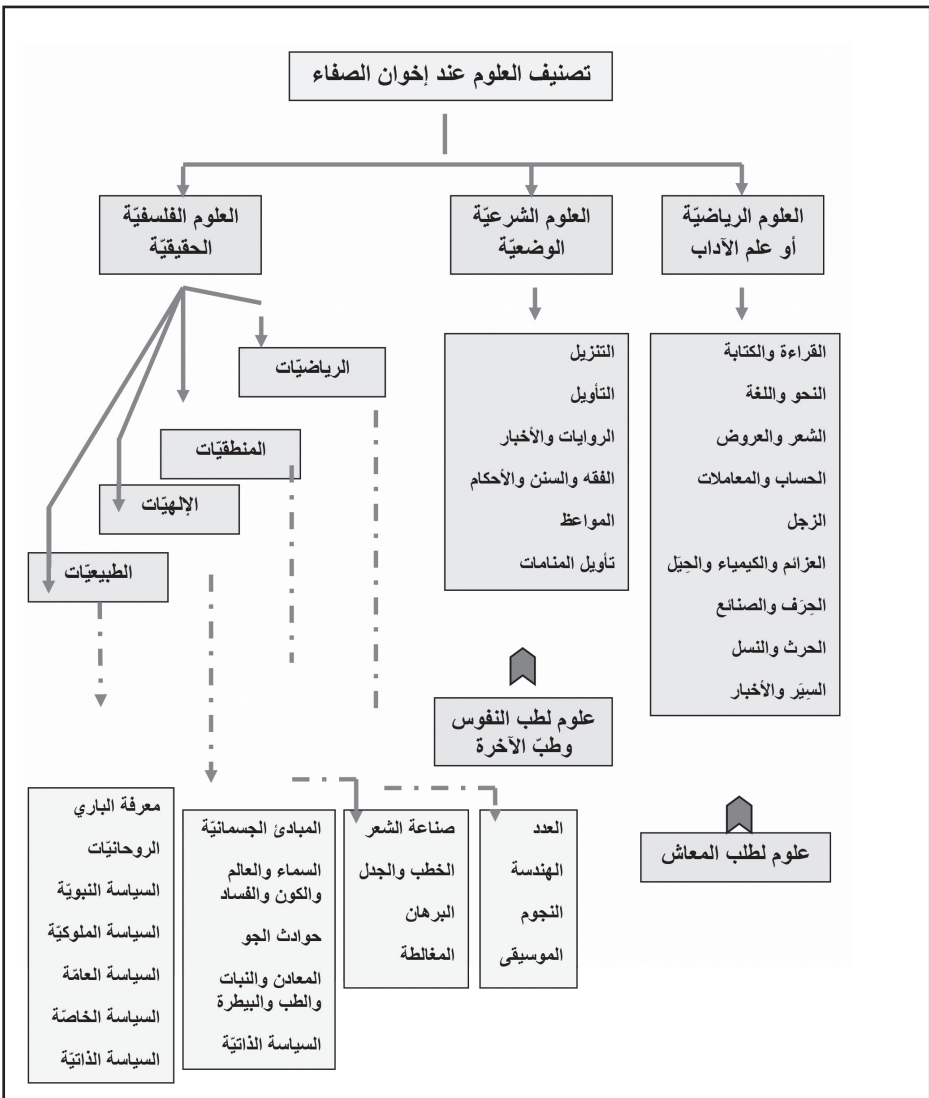 تصنيف العلوم عند إخوان الصفاء
العلوم الرياضيّة
أو علم الآداب
العلوم الشرعيّة
الوضعيّة
العلوم الفلسفيّة
الحقيقيّة
القراءة والكتابة
النحو واللغة
الشعر والعروض
الحساب والمعاملات
الزجل
العزائم والكيمياء والحِيَل
الحِرَف والصنائع
الحرث والنسل
السِيَر والأخبار
التنزيل
التأويل
الروايات والأخبار
الفقه والسنن والأحكام
المواعظ
تأويل المنامات
الرياضيّات
المنطقيّات
الإلهيّات
الطبيعيّات
علوم لطب النفوس
وطبّ الآخرة
علوم لطلب المعاش
العدد
الهندسة
النجوم
الموسيقى
صناعة الشعر
الخطب والجدل
البرهان
المغالطة
المبادئ الجسمانيّة
السماء والعالم
والكون والفساد
حوادث الجو
المعادن والنبات
والطب والبيطرة
السياسة الذاتيّة
معرفة الباري
الروحانيّات
السياسة النبويّة
السياسة الملوكيّة
السياسة العامّة
السياسة الخاصّة
السياسة الذاتيّة